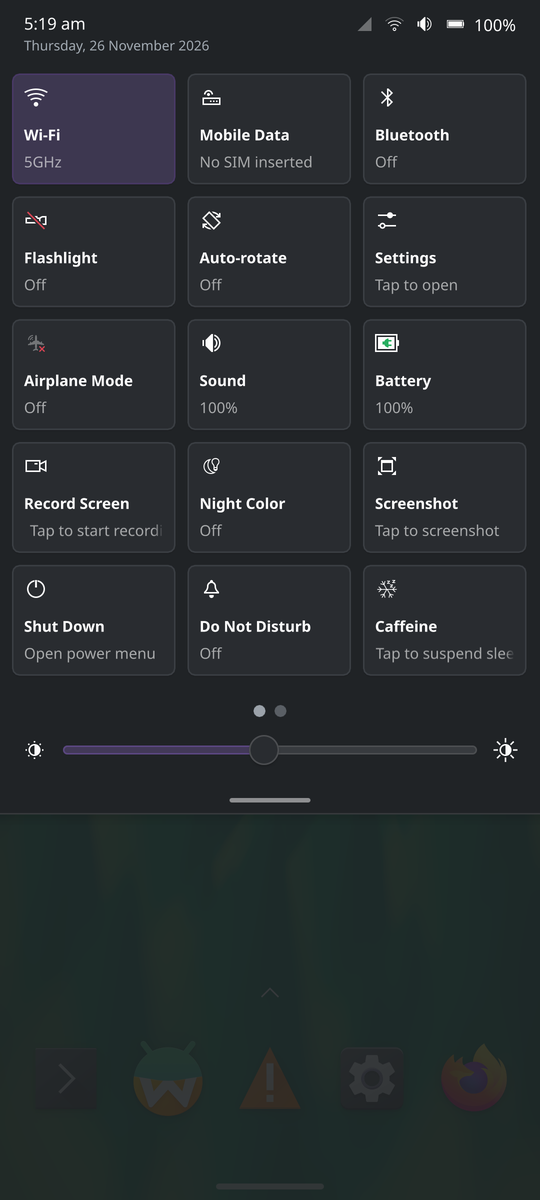 5:19 am
100%
Thursday, 26 November 2026
Wi-Fi
5GHz
Mobile Data
No SIM inserted
Bluetooth
Off
Flashlight
Off
Auto-rotate
Off
Settings
Tap to open
Airplane Mode
Off
Sound
100%
Battery
100%
Record Screen
Tap to start recordi
Night Color
Off
Screenshot
Tap to screenshot
Shut Down
Open power menu
Do Not Disturb
Off
Caffeine
Tap to suspend slee